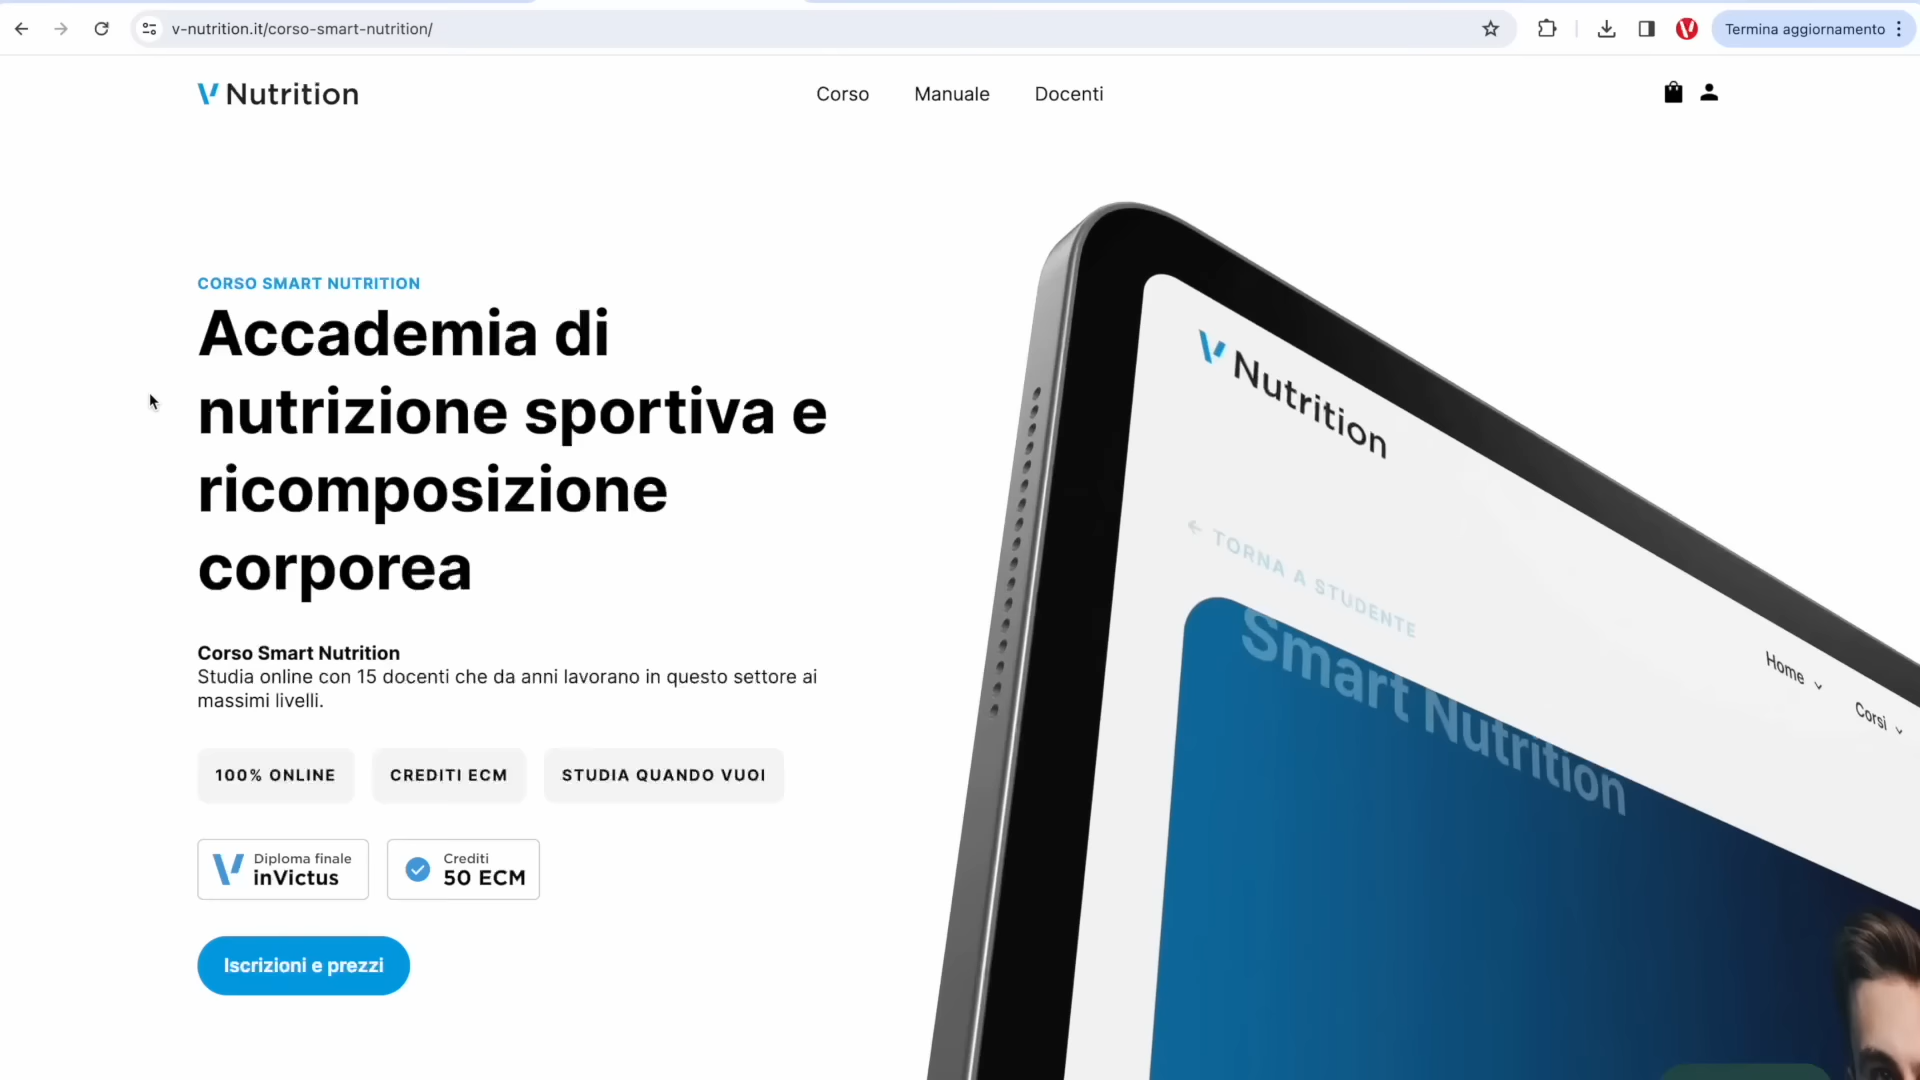 v-nutrition.it/corso-smart-nutrition/
Termina aggiornamento
Nutrition
Corso Manuale Docenti
CORSO SMART NUTRITION
Accademia di
nutrizione sportiva e
ricomposizione
corporea
Corso Smart Nutrition
Studia online con 15 docenti che da anni lavorano in questo settore ai
massimi livelli.
100% ONLINE CREDITI ECM STUDIA QUANDO VUOI
Diploma finale
inVictus
Crediti
50 ECM
Iscrizioni e prezzi
Nutrition
← TORNA A STUDENTE
Home
Corsi
Smart Nutrition